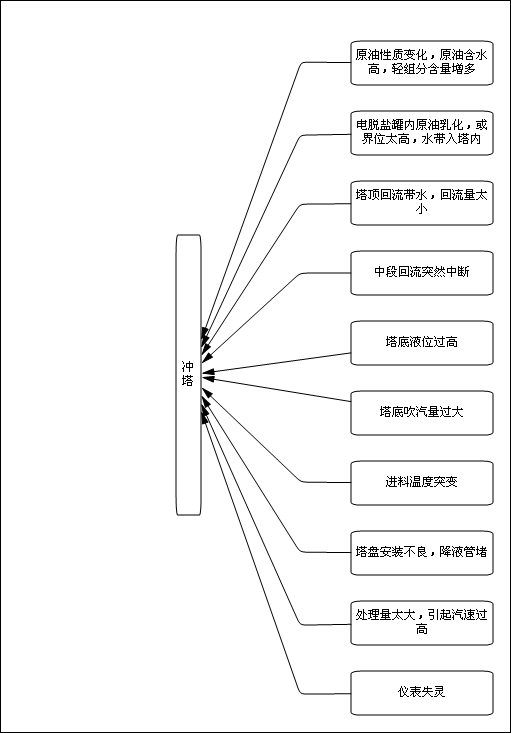 原油性质变化，原油含水
高，轻组分含量增多
电脱盐罐内原油乳化，或
界位太高，水带入塔内
塔顶回流带水，回流量太
小
中段回流突然中断
塔底液位过高
冲
塔
塔底吹汽量过大
进料温度突变
塔盘安装不良，降液管堵
处理量太大，引起汽速过
高
仪表失灵